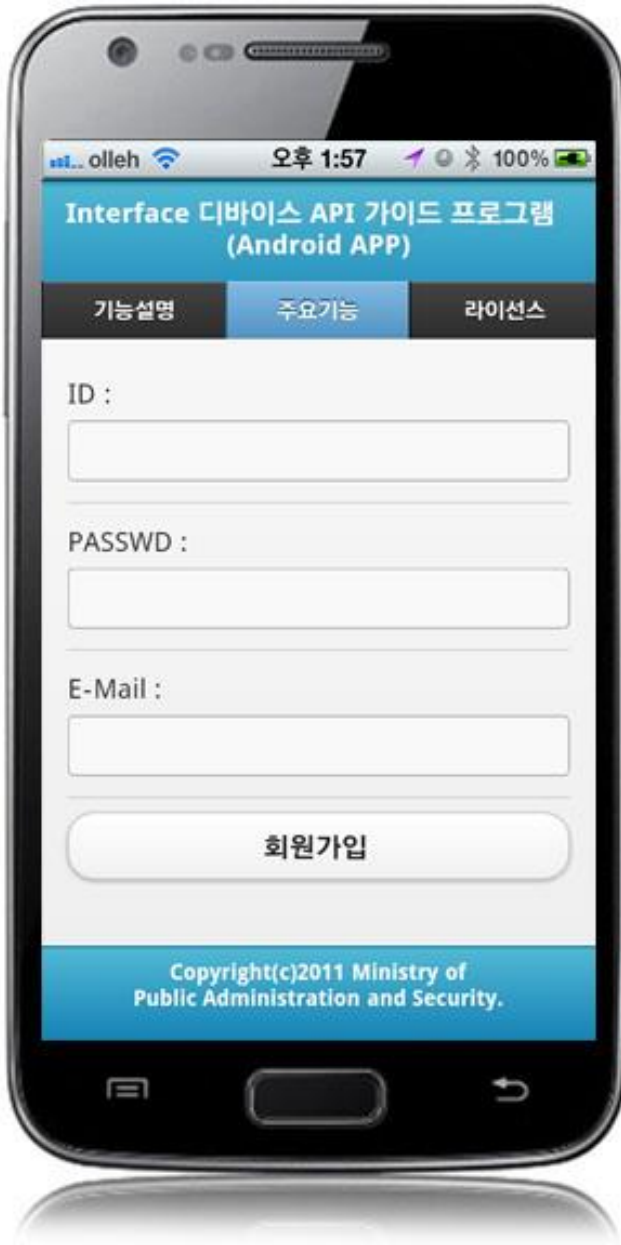 olleh 오후 1:57 100%
Interface 디바이스 API 가이드 프로그램
(Android APP)
기능설명 주요기능 라이선스
ID :
PASSWD :
E-Mail :
회원가입
Copyright(c)2011 Ministry of
Public Administration and Security.